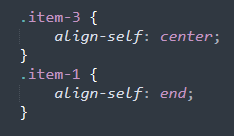 .item-3 {
    align-self: center;
}
.item-1 {
    align-self: end;
}